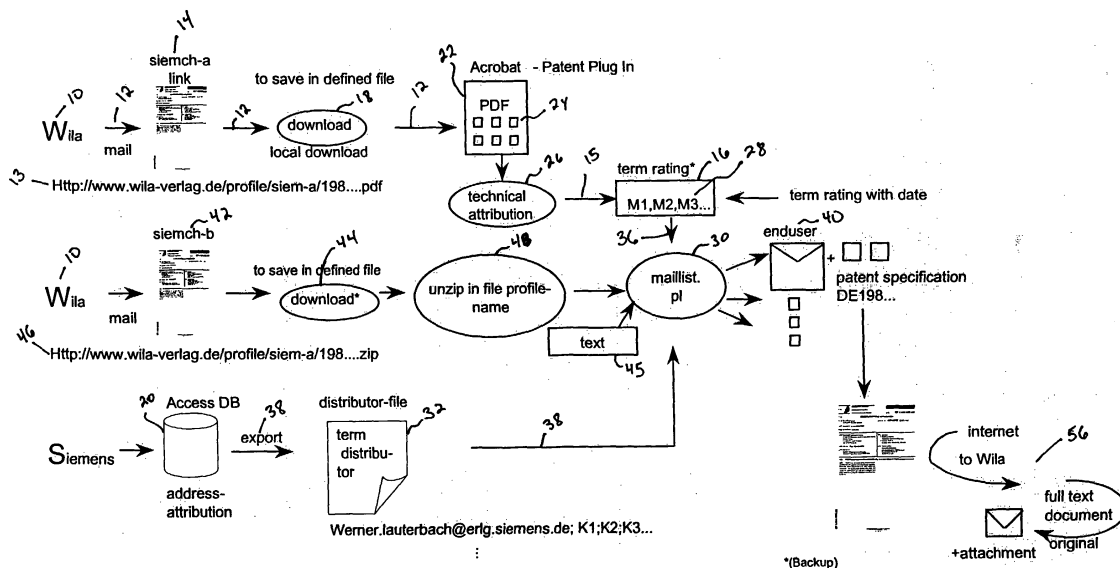 14
siemch-a
link
to save in defined file
22
Acrobat - Patent Plug In
10
12
12
18
12
PDF
24
Wila
mail
download
local download
13 Http://www.wila-verlag.de/profile/siem-a/198....pdf
26
15
term rating*
16
28
technical
attribution
M1,M2,M3...
term rating with date
42
siemch-b
44
48
36
30
enduser
40
10
to save in defined file
Wila
mail
download*
unzip in file profile-
name
maillist.
pl
+
patent specification
DE198...
46 Http://www.wila-verlag.de/profile/siem-a/198....zip
text
45
20
Access DB
38
distributor-file
32
38
Siemens
export
term
distribu-
tor
address-
attribution
Werner.lauterbach@erlg.siemens.de; K1;K2;K3...
internet
to Wila
56
full text
document
original
+attachment
*(Backup)